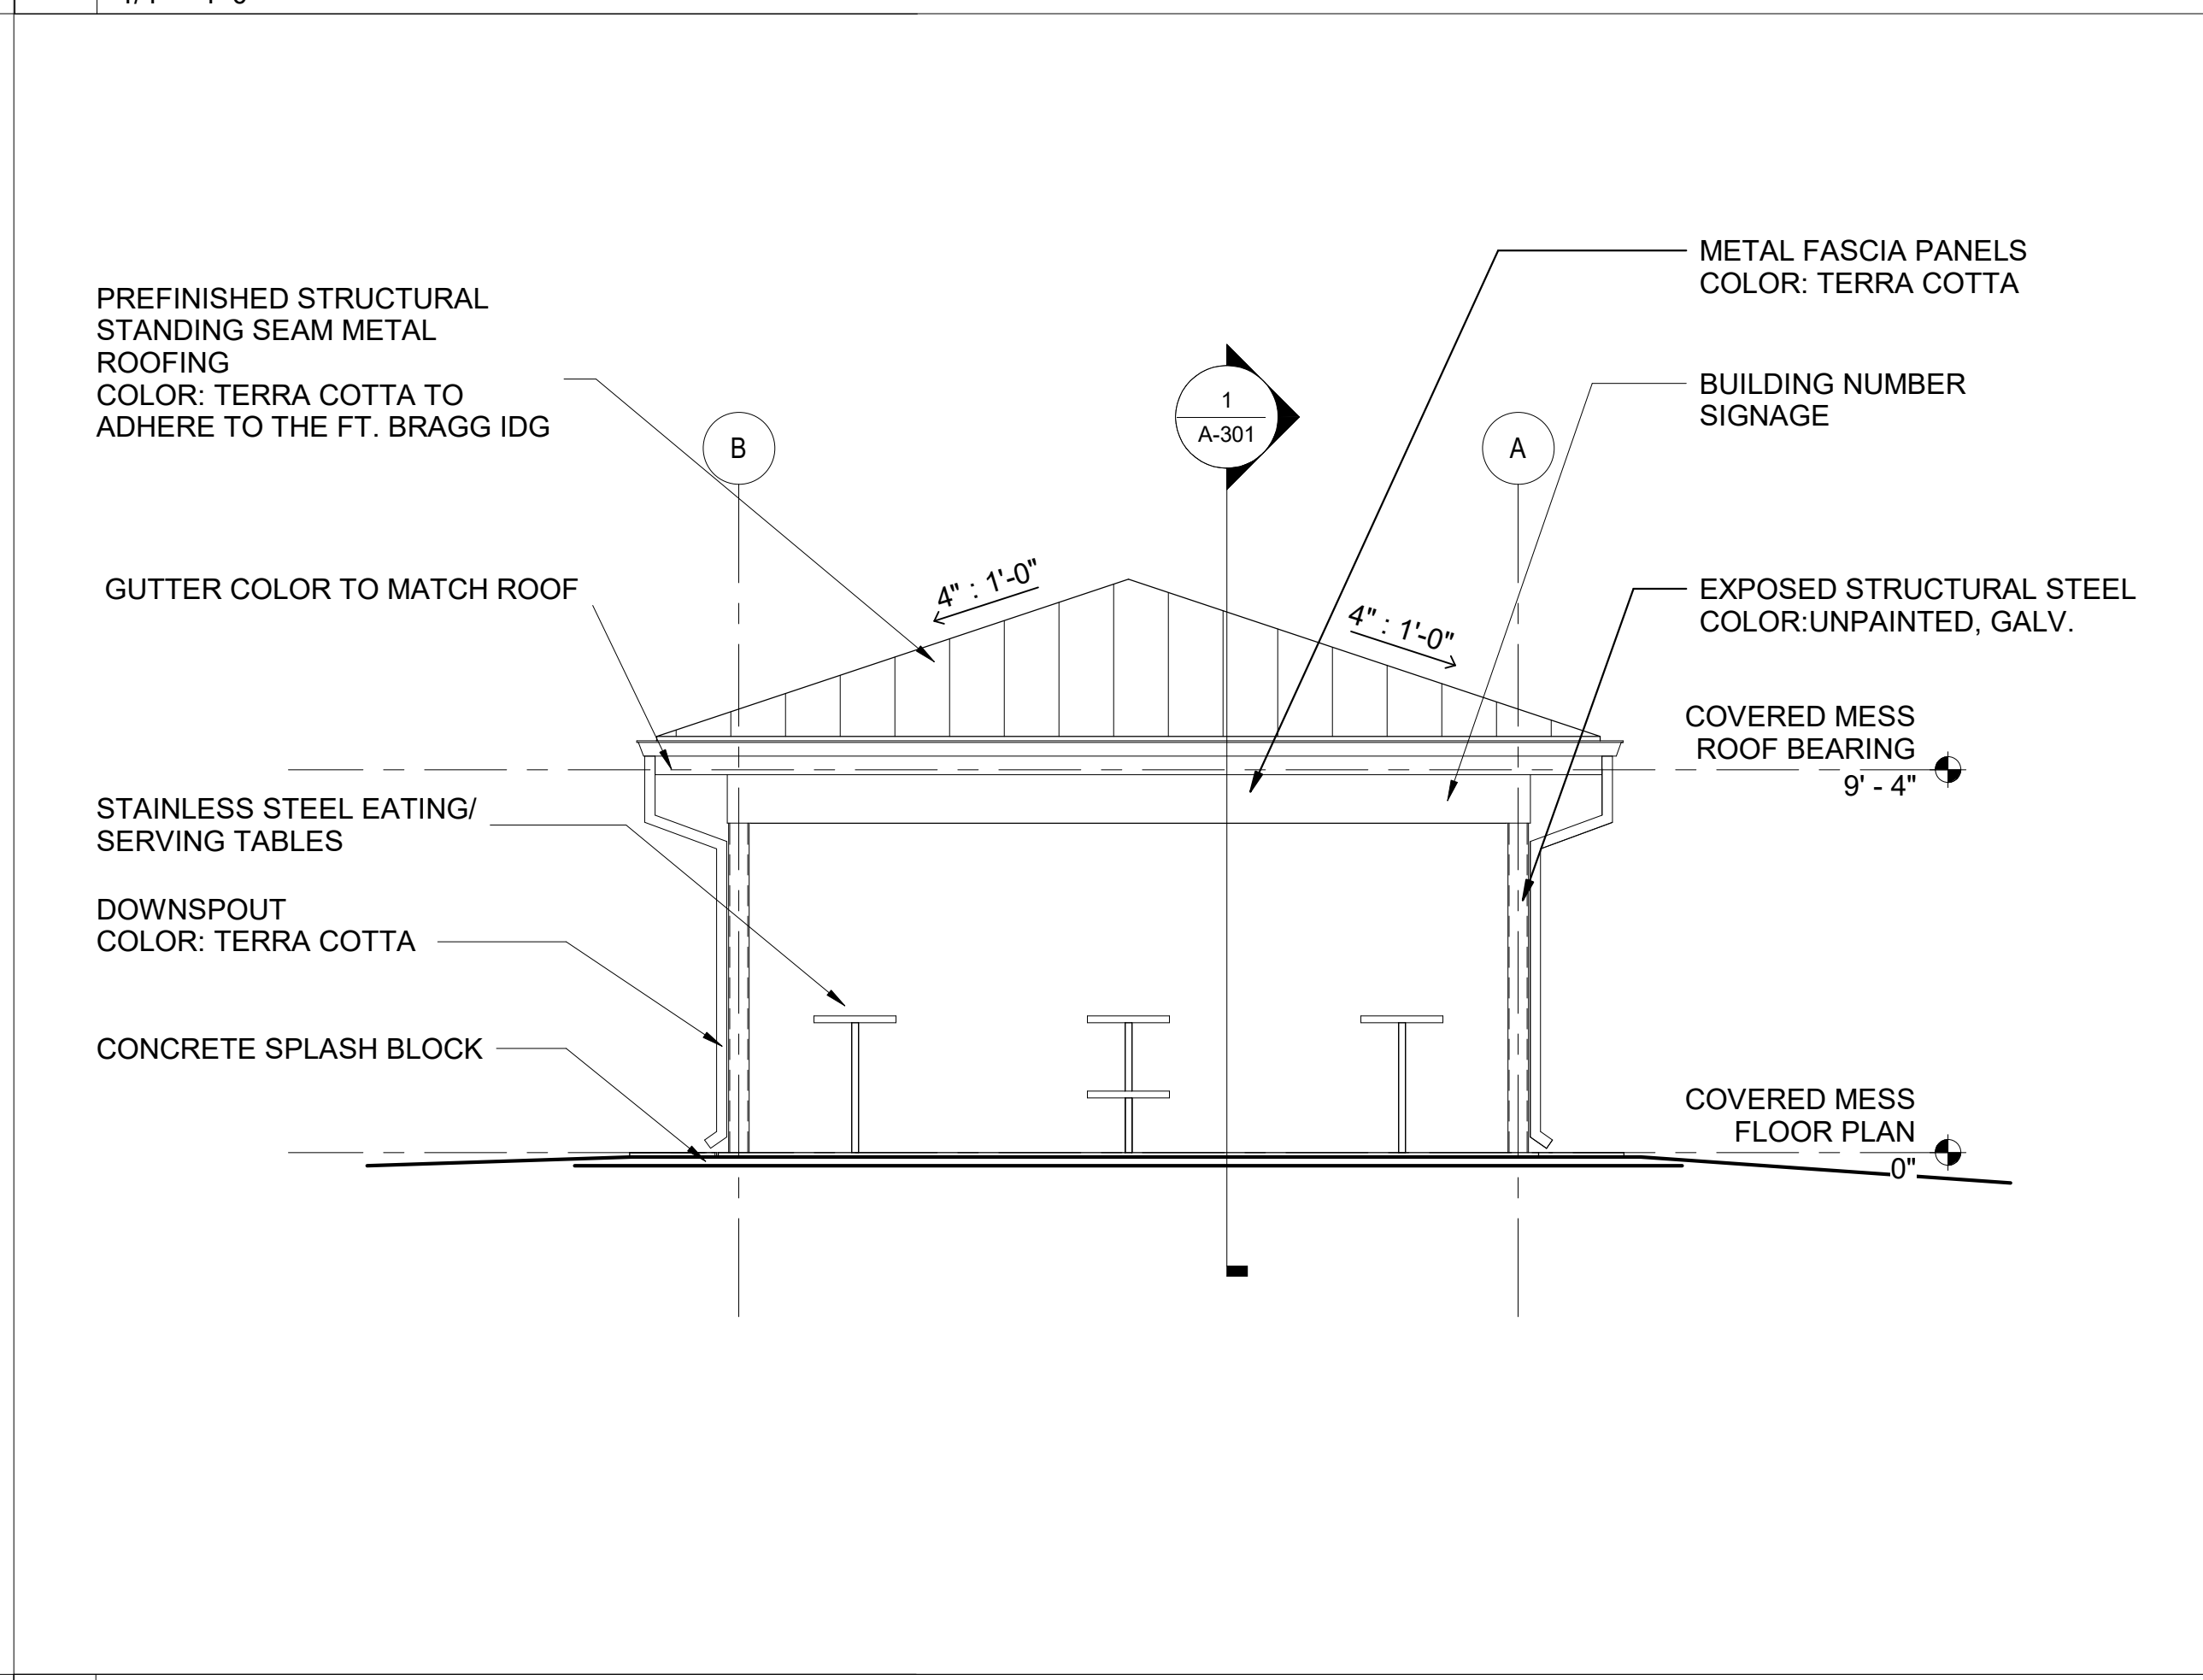 METAL FASCIA PANELS
COLOR: TERRA COTTA
PREFINISHED STRUCTURAL
STANDING SEAM METAL
ROOFING
COLOR: TERRA COTTA TO
ADHERE TO THE FT. BRAGG IDG
BUILDING NUMBER
SIGNAGE
1
A-301
B
A
GUTTER COLOR TO MATCH ROOF
4" : 1'-0"
4" : 1'-0"
EXPOSED STRUCTURAL STEEL
COLOR:UNPAINTED, GALV.
COVERED MESS
ROOF BEARING
9' - 4"
STAINLESS STEEL EATING/
SERVING TABLES
DOWNSPOUT
COLOR: TERRA COTTA
CONCRETE SPLASH BLOCK
COVERED MESS
FLOOR PLAN
0"